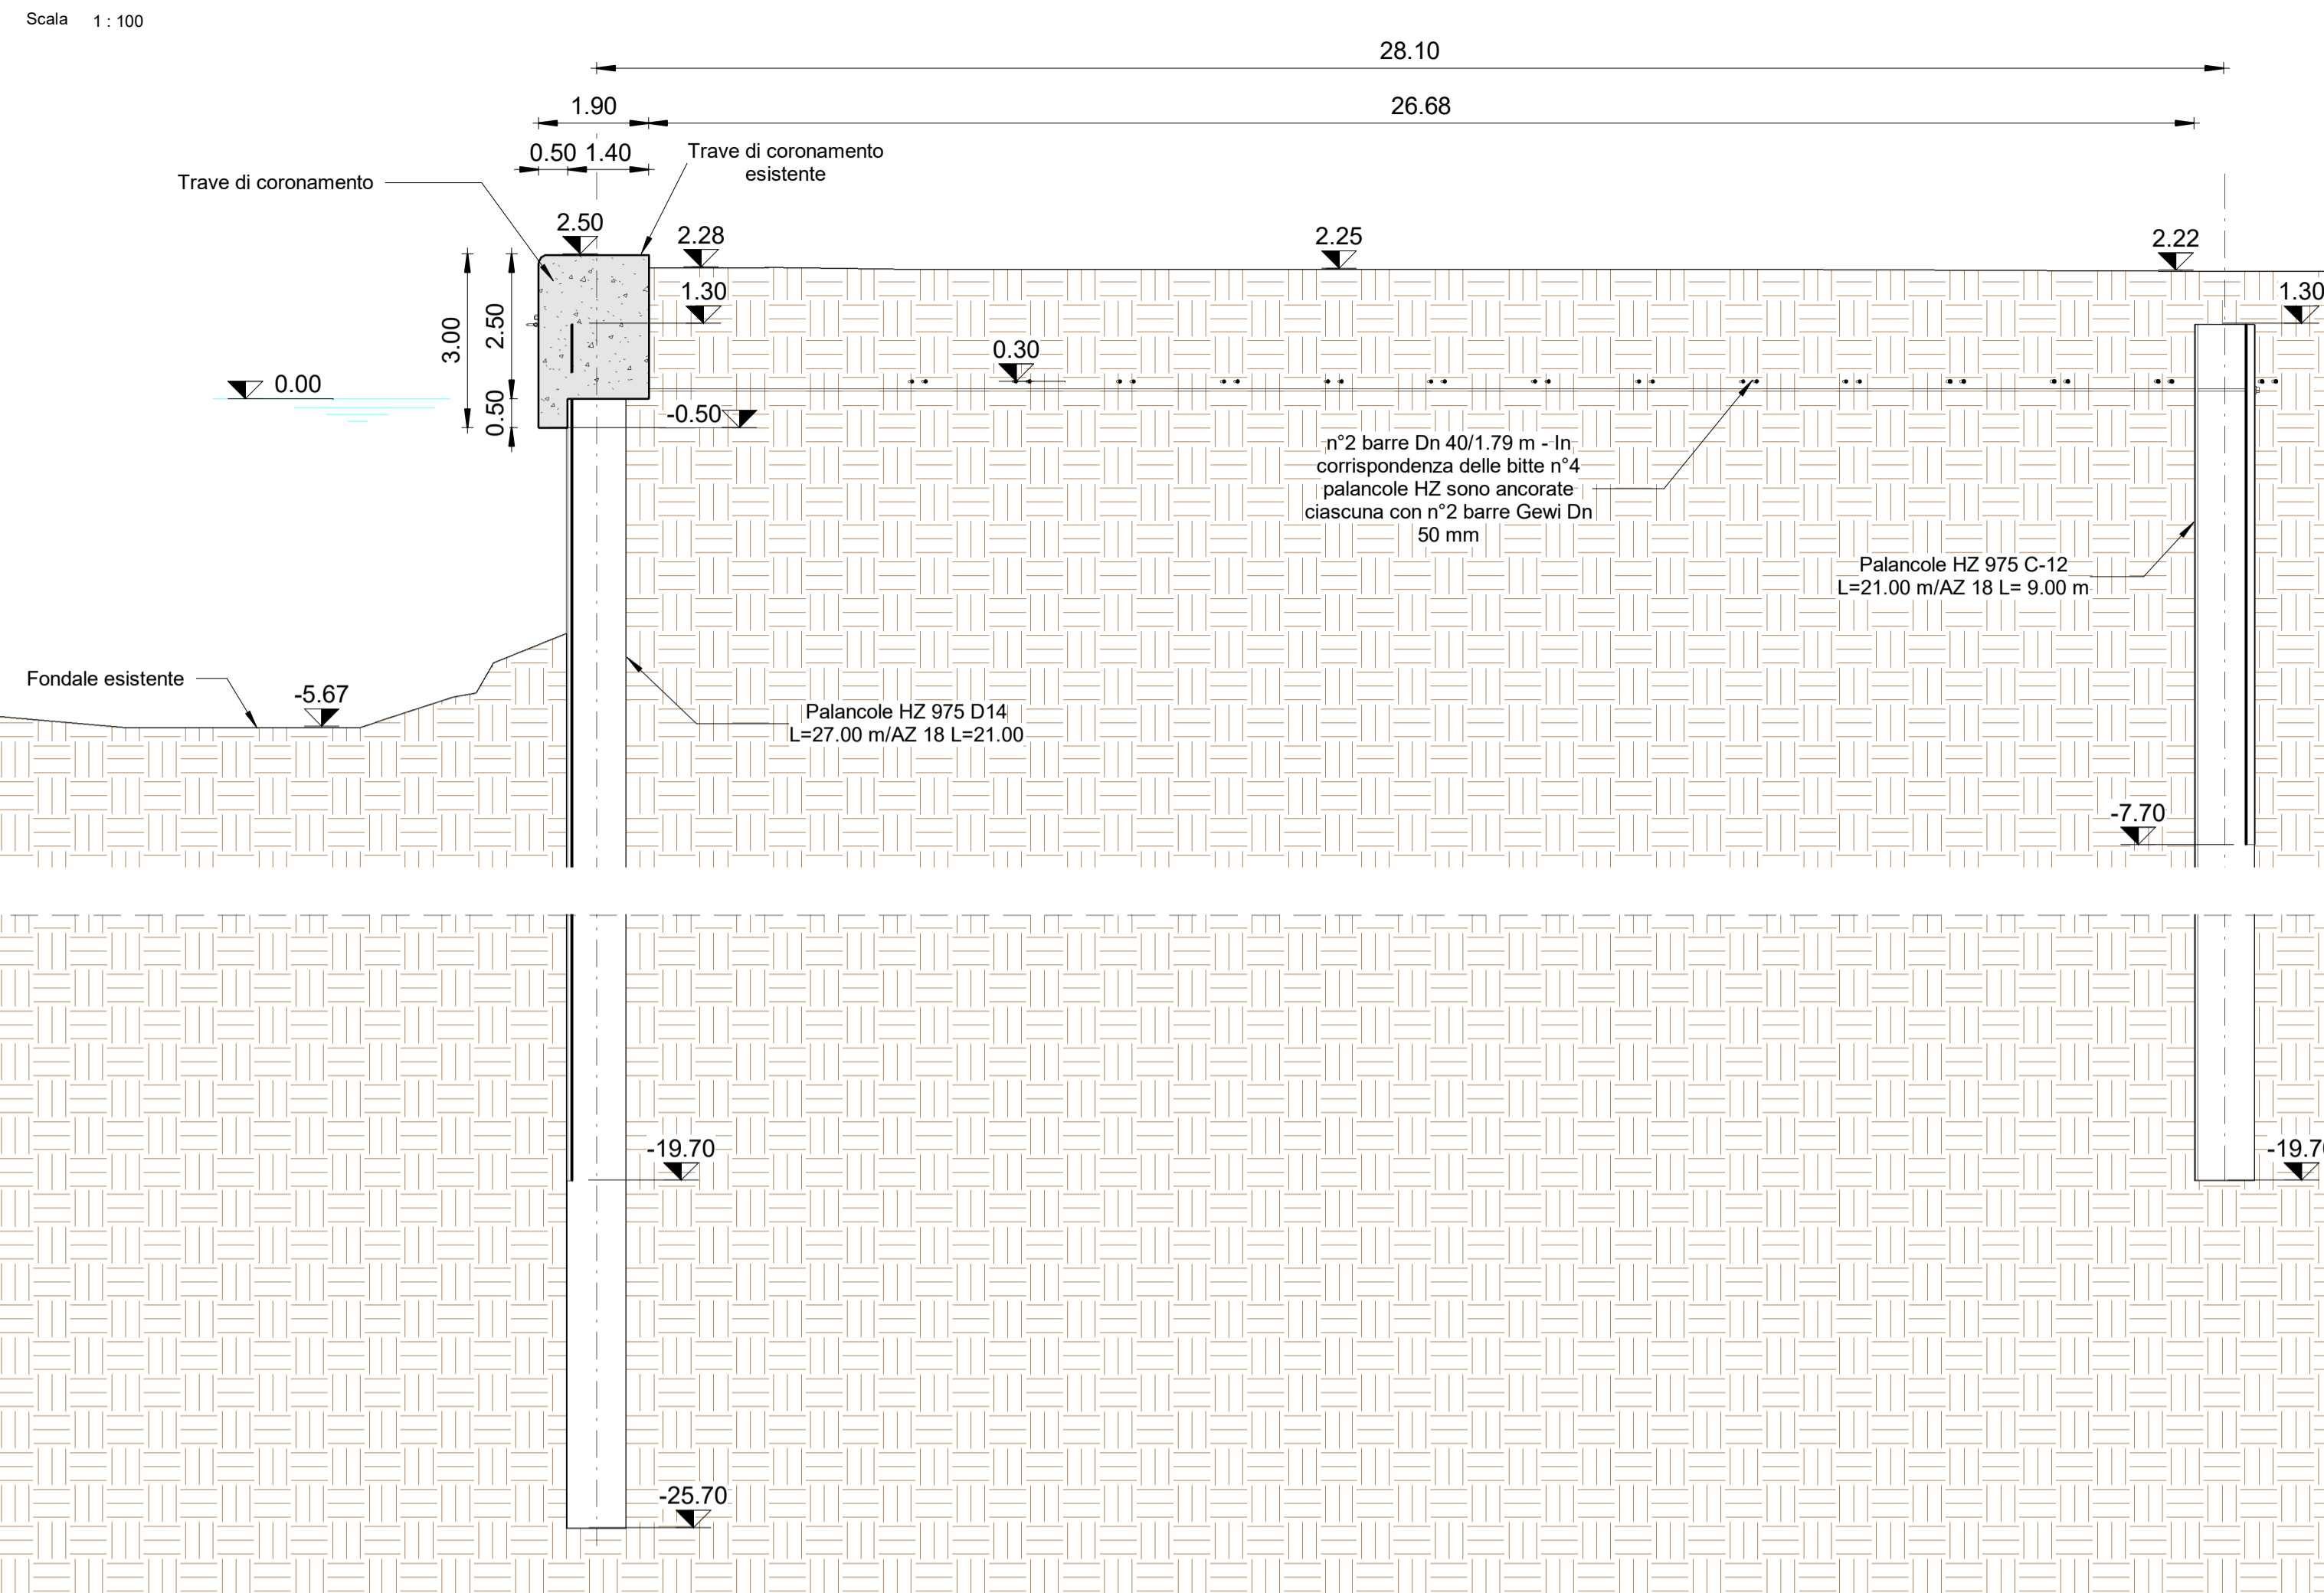 Scala 1 : 100
28.10
1.90
26.68
0.50 1.40
Trave di coronamento
esistente
Trave di coronamento
2.50
2.28
2.25
2.22
1.30
1.30
3.00
2.50
0.50
0.30
0.00
-0.50
n°2 barre Dn 40/1.79 m - In
corrispondenza delle bitte n°4
palancole HZ sono ancorate
ciascuna con n°2 barre Gewi Dn
50 mm
Palancole HZ 975 C-12
L=21.00 m/AZ 18 L= 9.00 m
Fondale esistente
-5.67
Palancole HZ 975 D14
L=27.00 m/AZ 18 L=21.00
-7.70
-19.70
-19.7
-25.70